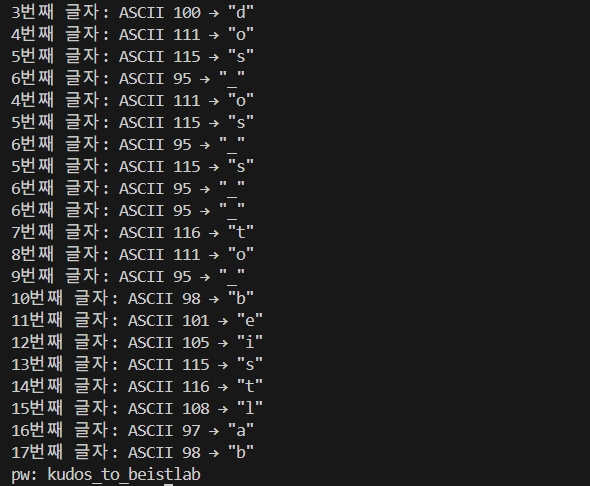 3번째 글자: ASCII 100 → "d"
4번째 글자: ASCII 111 → "o"
5번째 글자: ASCII 115 → "s"
6번째 글자: ASCII 95 → "_"
4번째 글자: ASCII 111 → "o"
5번째 글자: ASCII 115 → "s"
6번째 글자: ASCII 95 → "_"
5번째 글자: ASCII 115 → "s"
6번째 글자: ASCII 95 → "_"
6번째 글자: ASCII 95 → "_"
7번째 글자: ASCII 116 → "t"
8번째 글자: ASCII 111 → "o"
9번째 글자: ASCII 95 → "_"
10번째 글자: ASCII 98 → "b"
11번째 글자: ASCII 101 → "e"
12번째 글자: ASCII 105 → "i"
13번째 글자: ASCII 115 → "s"
14번째 글자: ASCII 116 → "t"
15번째 글자: ASCII 108 → "l"
16번째 글자: ASCII 97 → "a"
17번째 글자: ASCII 98 → "b"
pw: kudos_to_beistlab